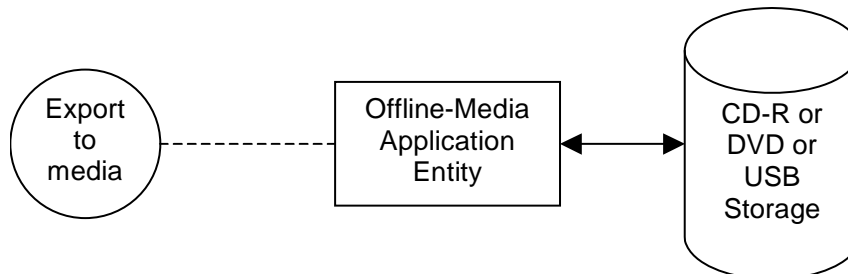 Export
to
media
Offline-Media
Application
Entity
CD-R or
DVD or
USB
Storage